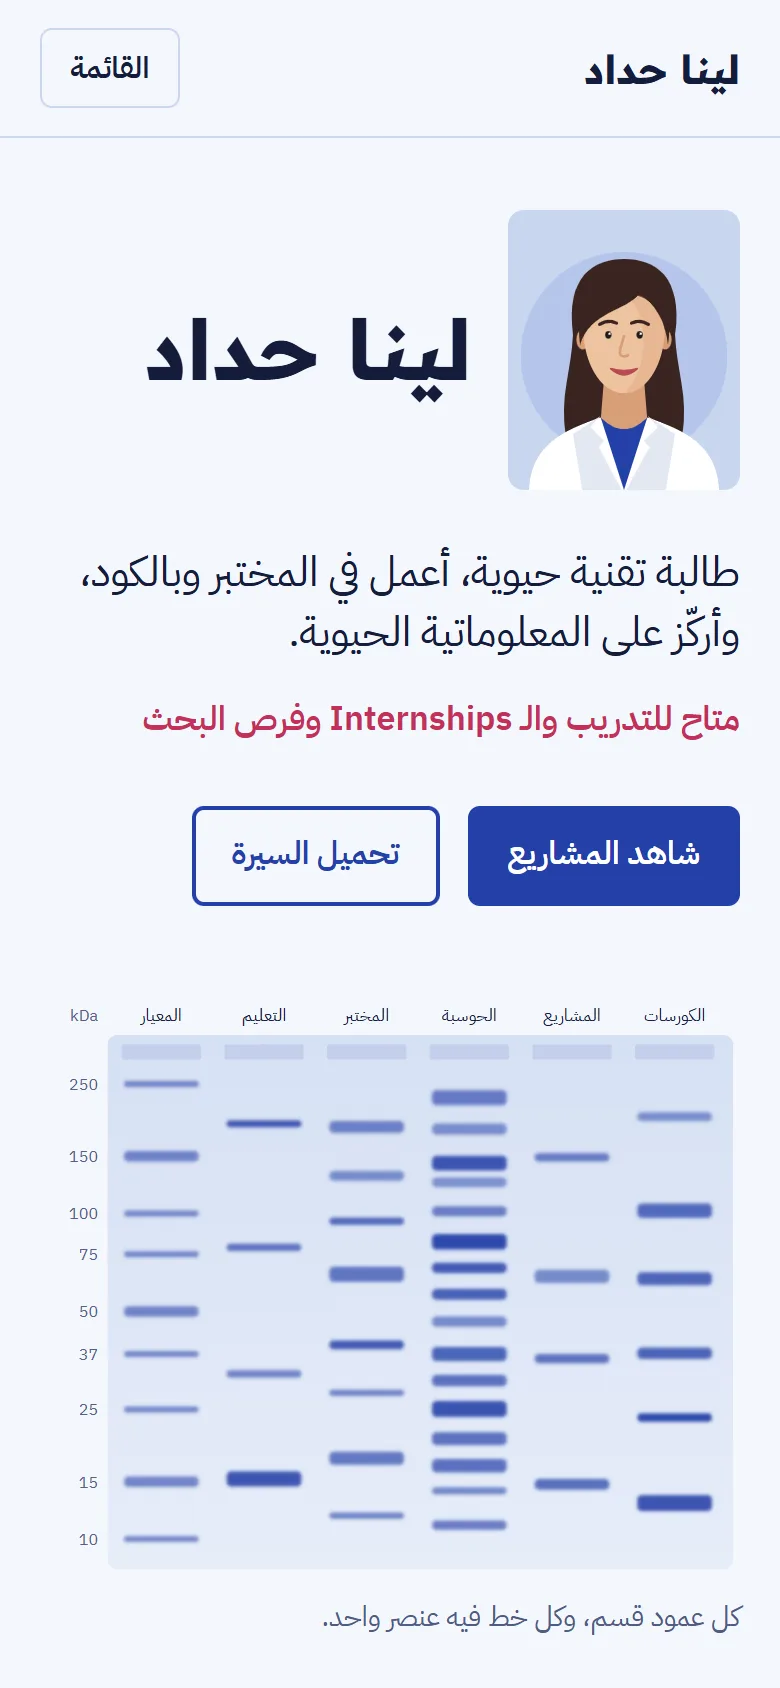 لينا حداد
القائمة
لينا حداد
طالبة تقنية حيوية، أعمل في المختبر وبالكود،
وأركّز على المعلوماتية الحيوية.
متاح للتدريب والـ Internships وفرص البحث
شاهد المشاريع
تحميل السيرة
الكورسات المشاريع الحوسبة المختبر التعليم المعيار kDa
250
150
100
75
50
37
25
15
10
كل عمود قسم، وكل خط فيه عنصر واحد.